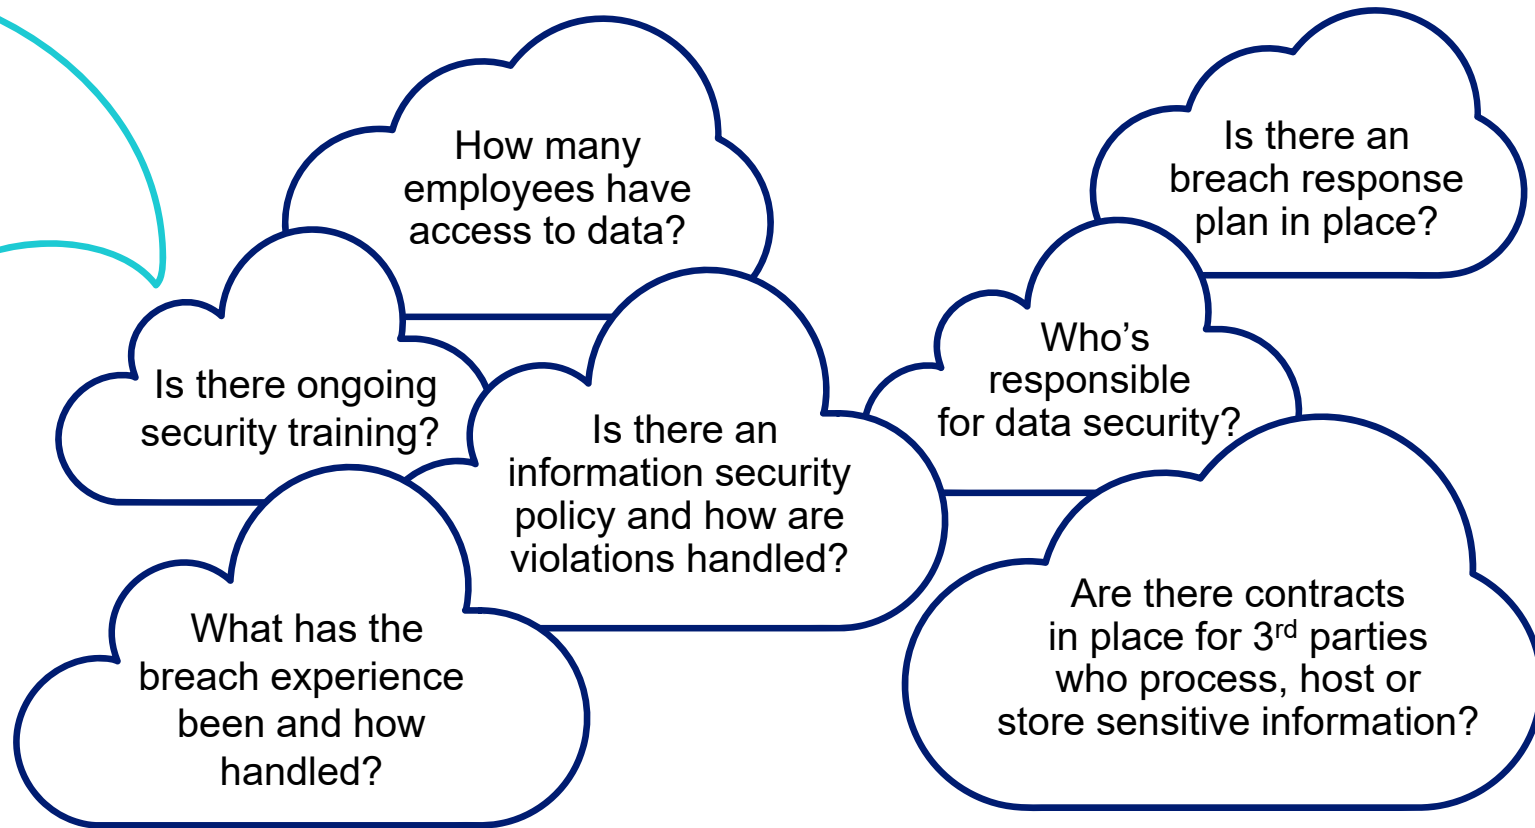 How many
employees have
access to data?
Is there an
breach response
plan in place?
Is there ongoing
security training?
Who’s
responsible
for data security?
Is there an
information security
policy and how are
violations handled?
What has the
breach experience
been and how
handled?
Are there contracts
in place for 3rd parties
who process, host or
store sensitive information?